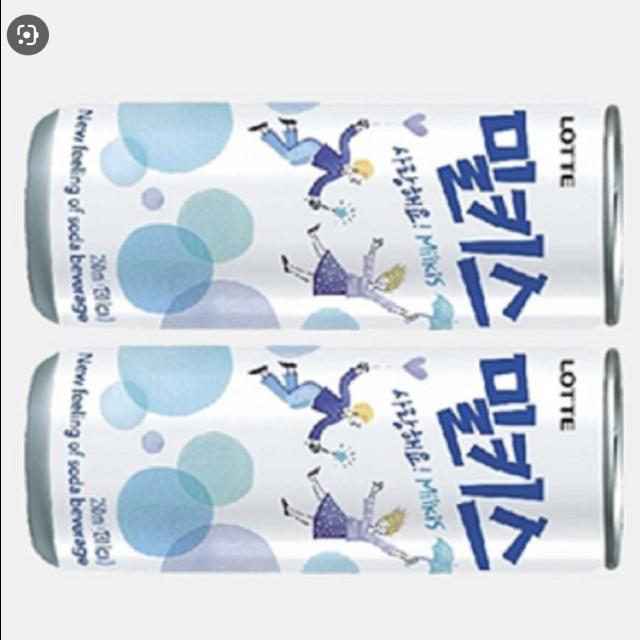 LOTTE
밀키스
사랑해요! Milkis
New feeling of soda beverage
LOTTE
밀키스
사랑해요! Milkis
New feeling of soda beverage